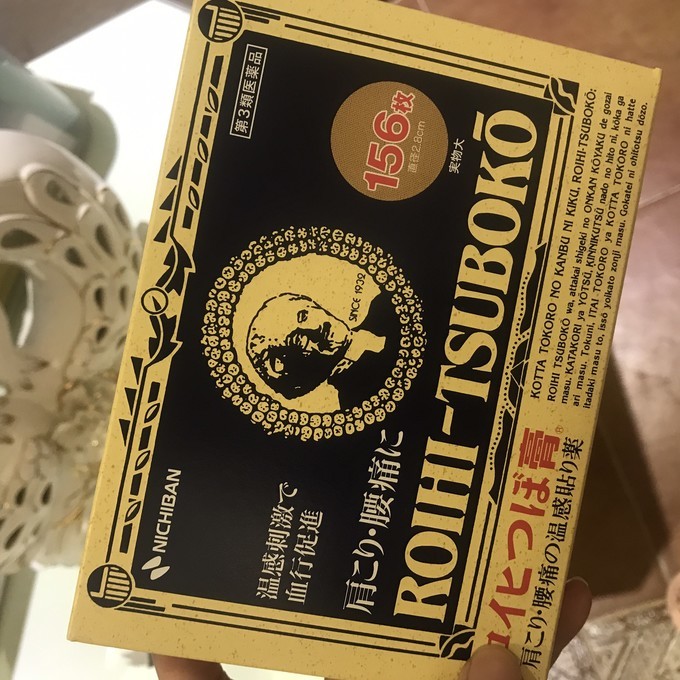 第3類医薬品
156枚
直径2.8cm
実物大
SINCE 1939
NICHIBAN
温感刺激で
血行促進
肩こり・腰痛に
ROIHI-TSUBOKŌ
KOTTA TOKORO NO KANBU NI KIKU, ROIHI-TSUBOKŌ:
ROIHI TSUBOKŌ wa, attakai shigeki no ONKAN KŌYAKU de gozai
masu. KATAKORI ya YŌTSŪ, KINNIKUTSŪ nado no hito ni, kōka ga
ari masu. Tokuni, ITAI TOKORO ya KOTTA TOKORO ni hatte
itadaki masu to, issō yoikato zonji masu. Gokatei ni ohitotsu dōzo.
ロイヒつぼ膏®
肩こり・腰痛の温感貼り薬